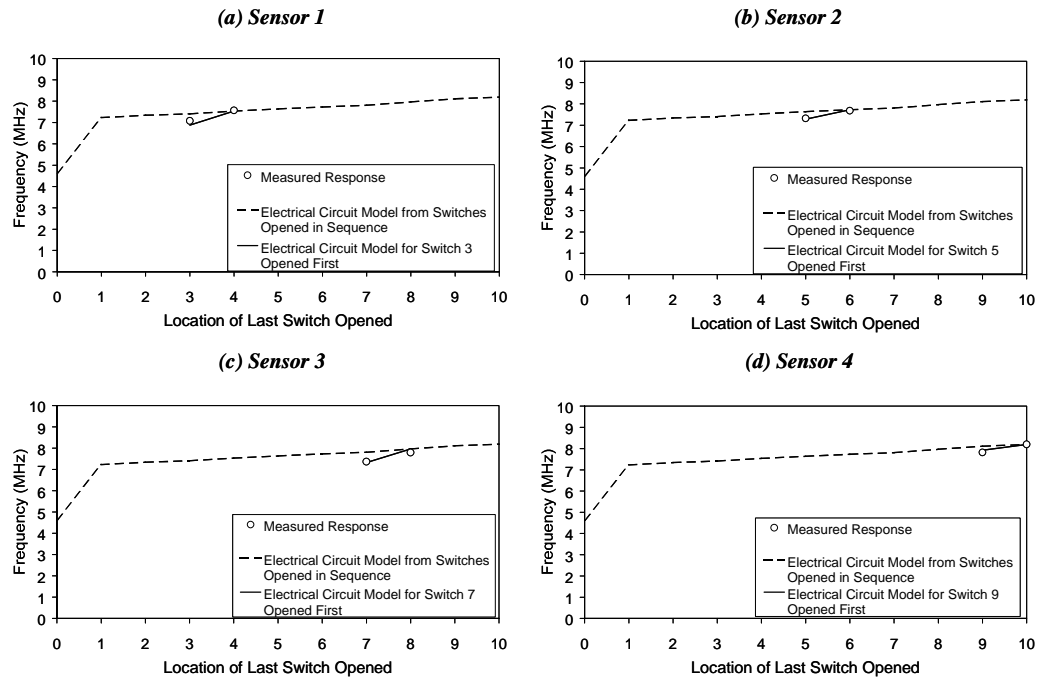 (a) Sensor 1
10
9
8
7
6
5
4
3
2
1
0
Frequency (MHz)
Measured Response
Electrical Circuit Model from Switches
Opened in Sequence
Electrical Circuit Model for Switch 3
Opened First
0 1 2 3 4 5 6 7 8 9 10
Location of Last Switch Opened
(b) Sensor 2
10
9
8
7
6
5
4
3
2
1
0
Frequency (MHz)
Measured Response
Electrical Circuit Model from Switches
Opened in Sequence
Electrical Circuit Model for Switch 5
Opened First
0 1 2 3 4 5 6 7 8 9 10
Location of Last Switch Opened
(c) Sensor 3
10
9
8
7
6
5
4
3
2
1
0
Frequency (MHz)
Measured Response
Electrical Circuit Model from Switches
Opened in Sequence
Electrical Circuit Model for Switch 7
Opened First
0 1 2 3 4 5 6 7 8 9 10
Location of Last Switch Opened
(d) Sensor 4
10
9
8
7
6
5
4
3
2
1
0
Frequency (MHz)
Measured Response
Electrical Circuit Model from Switches
Opened in Sequence
Electrical Circuit Model for Switch 9
Opened First
0 1 2 3 4 5 6 7 8 9 10
Location of Last Switch Opened